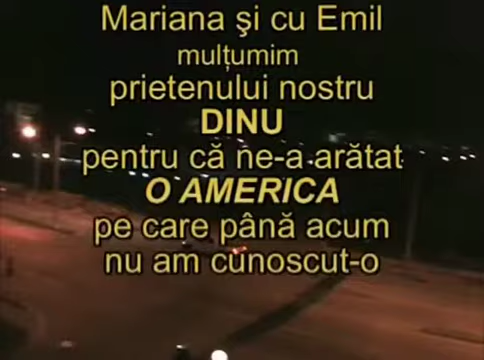 Mariana şi cu Emil
mulţumim
prietenului nostru
DINU
pentru că ne-a arătat
O AMERICA
pe care până acum
nu am cunoscut-o